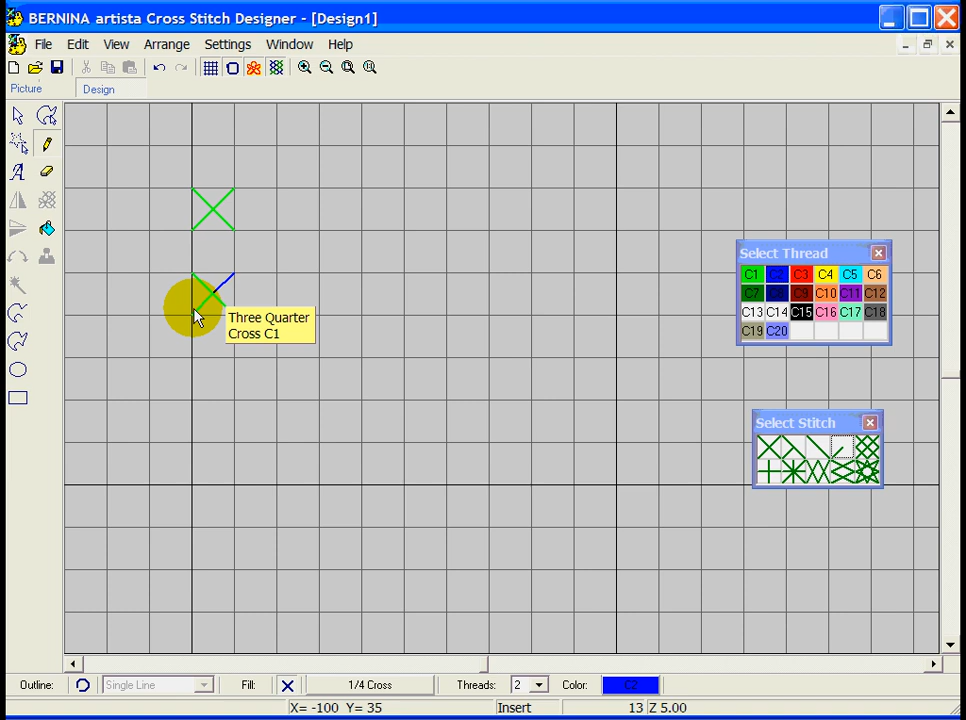 BERNINA artista Cross Stitch Designer - [Design1]
File Edit View Arrange Settings Window Help
Picture Design
A
Three Quarter
Cross C1
Select Thread
C1 C2 C3 C4 C5 C6
C7 C8 C9 C10 C11 C12
C13 C14 C15 C16 C17 C18
C19 C20
Select Stitch
Outline: Single Line Fill: 1/4 Cross Threads: 2 Color: C2
X= -100 Y= 35 Insert 13 Z 5.00